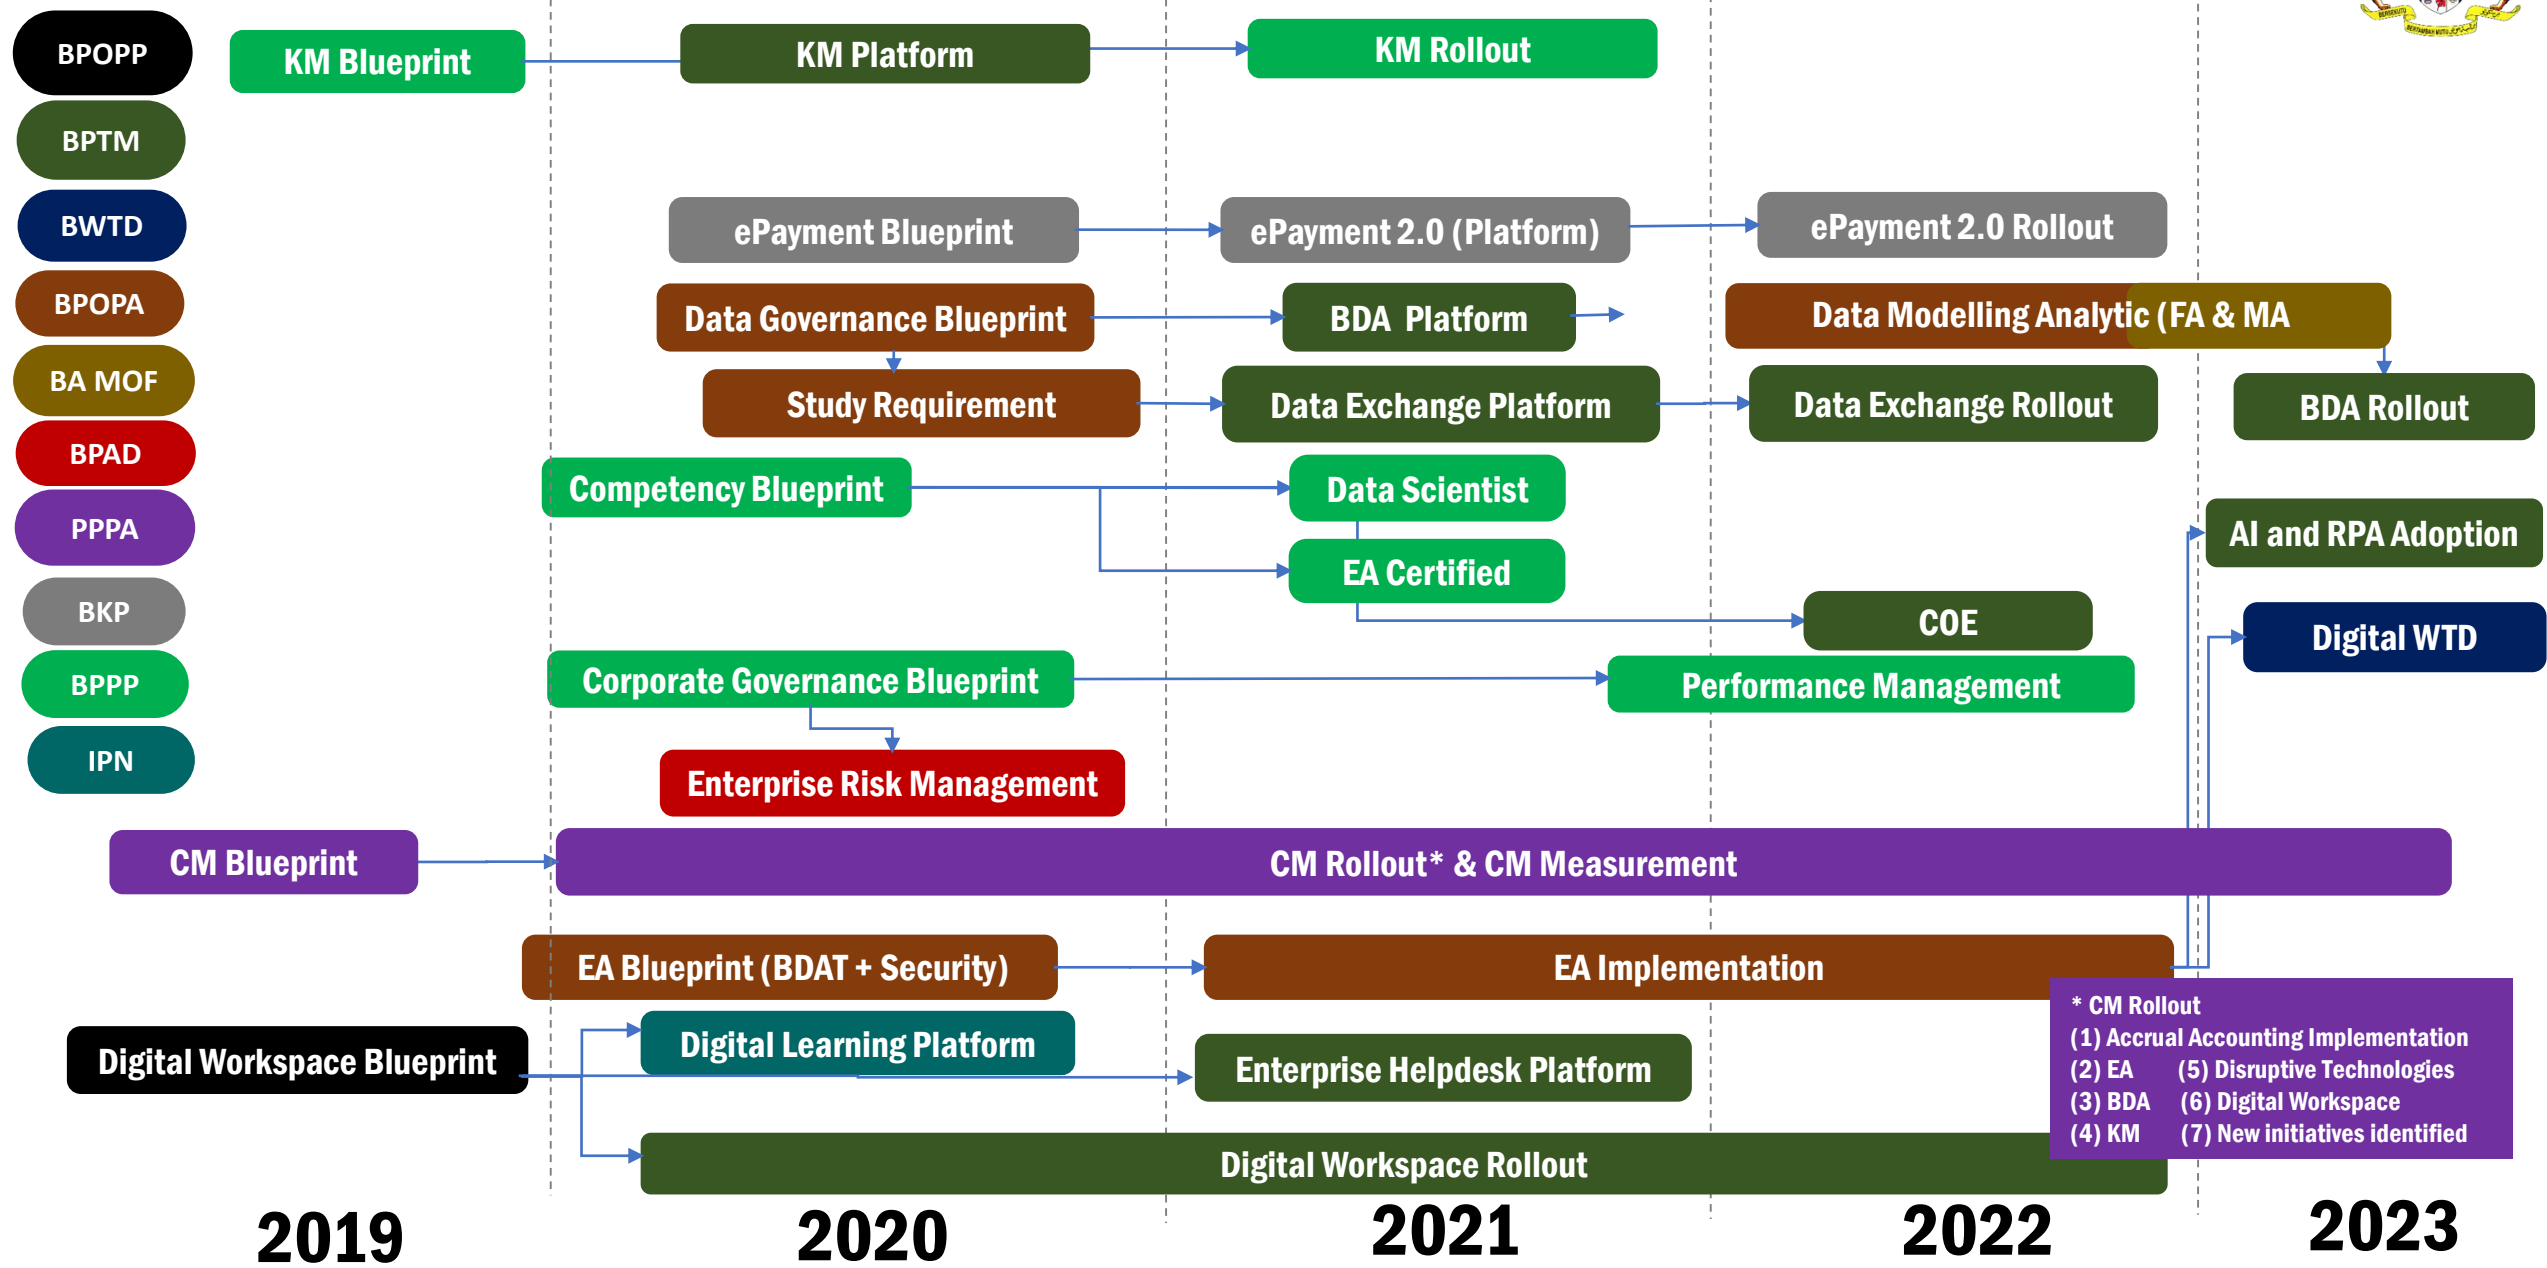 BPOPP
BPTM
BWTD
BPOPA
BA MOF
BPAD
PPPA
BKP
BPPP
IPN
KM Blueprint
KM Platform
KM Rollout
ePayment Blueprint
ePayment 2.0 (Platform)
ePayment 2.0 Rollout
Data Governance Blueprint
BDA Platform
Data Modelling Analytic (FA & MA
Study Requirement
Data Exchange Platform
Data Exchange Rollout
BDA Rollout
Competency Blueprint
Data Scientist
AI and RPA Adoption
EA Certified
COE
Digital WTD
Corporate Governance Blueprint
Performance Management
Enterprise Risk Management
CM Blueprint
CM Rollout* & CM Measurement
EA Blueprint (BDAT + Security)
EA Implementation
Digital Workspace Blueprint
Digital Learning Platform
Enterprise Helpdesk Platform
Digital Workspace Rollout
* CM Rollout
(1) Accrual Accounting Implementation
(2) EA (5) Disruptive Technologies
(3) BDA (6) Digital Workspace
(4) KM (7) New initiatives identified
2019
2020
2021
2022
2023